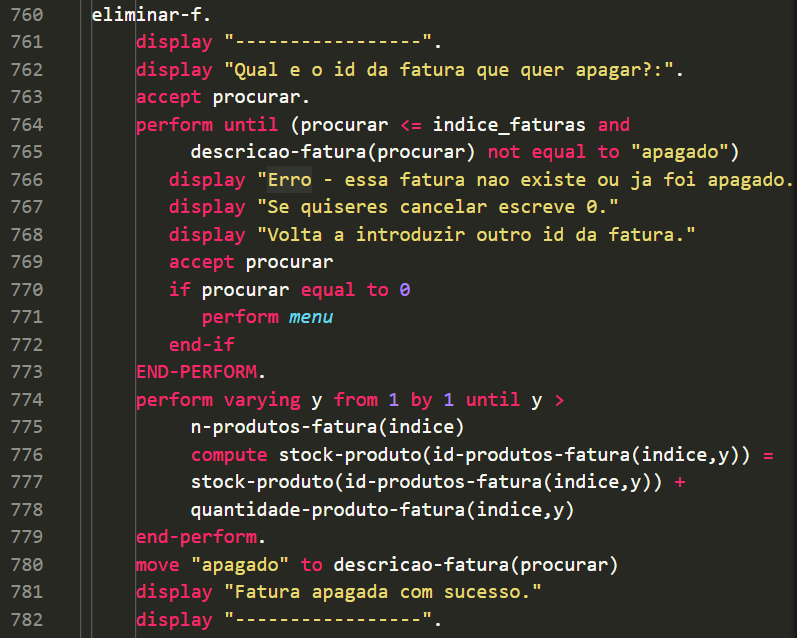 760 eliminar-f.
761 display "-----------------".
762 display "Qual e o id da fatura que quer apagar?:".
763 accept procurar.
764 perform until (procurar <= indice_faturas and
765 descricao-fatura(procurar) not equal to "apagado")
766 display "Erro - essa fatura nao existe ou ja foi apagado.
767 display "Se quiseres cancelar escreve 0."
768 display "Volta a introduzir outro id da fatura."
769 accept procurar
770 if procurar equal to 0
771 perform menu
772 end-if
773 END-PERFORM.
774 perform varying y from 1 by 1 until y >
775 n-produtos-fatura(indice)
776 compute stock-produto(id-produtos-fatura(indice,y)) =
777 stock-produto(id-produtos-fatura(indice,y)) +
778 quantidade-produto-fatura(indice,y)
779 end-perform.
780 move "apagado" to descricao-fatura(procurar)
781 display "Fatura apagada com sucesso."
782 display "-----------------".